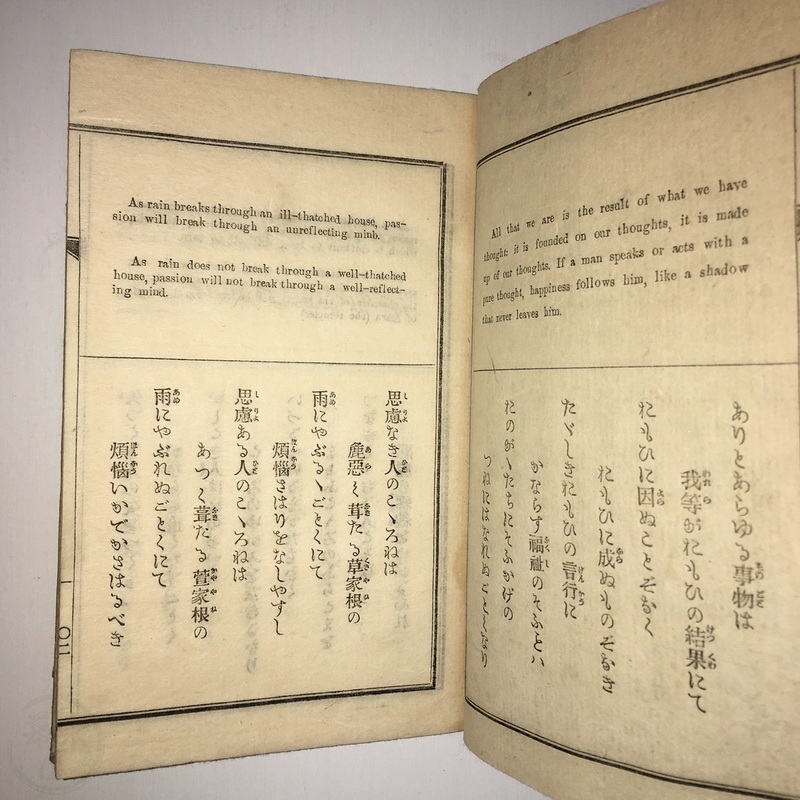 All that we are is the result of what we have
thought: it is founded on our thoughts, it is made
up of our thoughts. If a man speaks or acts with a
pure thought, happiness follows him, like a shadow
that never leaves him.
ありとあらゆる事物は
我等がおもひの結果にて
おもひに因ぬことぞなく
おもひに成ぬものぞなき
たゞしきおもひの言行に
かならず福祉のそふとハ
おのがゝたちにそふかげの
つねにはなれぬごとくなり
As rain breaks through an ill-thatched house, pas-
sion will break through an unreflecting minb.
As rain does not break through a well-thatched
house, passion will not break through a well-reflect-
ing mind.
思慮なき人のこゝろねは
麁惡く葺たる草家根の
雨にやぶるゝごとくにて
煩惱さはりをなしやすし
思慮ある人のこゝろねは
あつく葺たる萱家根の
雨にやぶれぬごとくにて
煩惱いかでかさはるべき